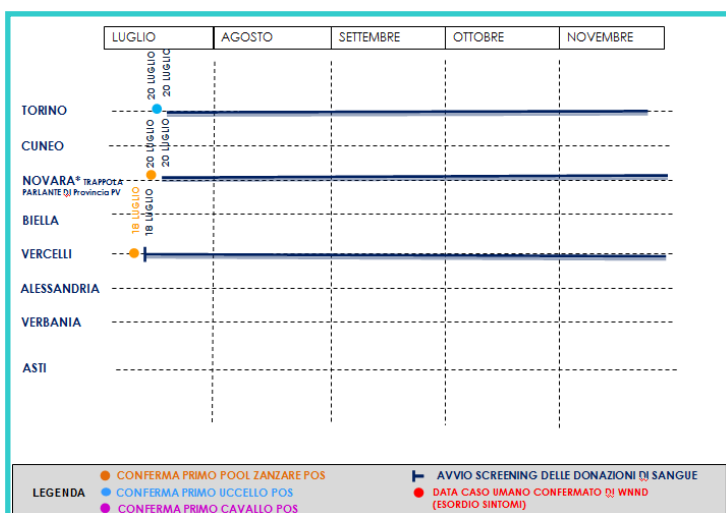 LUGLIO AGOSTO SETTEMBRE OTTOBRE NOVEMBRE
20 LUGLIO
20 LUGLIO
TORINO
CUNEO
20 LUGLIO
20 LUGLIO
NOVARA* TRAPPOLA
PARLANTE DI Provincia PV
18 LUGLIO
18 LUGLIO
BIELLA
VERCELLI
ALESSANDRIA
VERBANIA
ASTI
LEGENDA
CONFERMA PRIMO POOL ZANZARE POS
CONFERMA PRIMO UCCELLO POS
CONFERMA PRIMO CAVALLO POS
AVVIO SCREENING DELLE DONAZIONI DI SANGUE
DATA CASO UMANO CONFERMATO DI WNND
(ESORDIO SINTOMI)